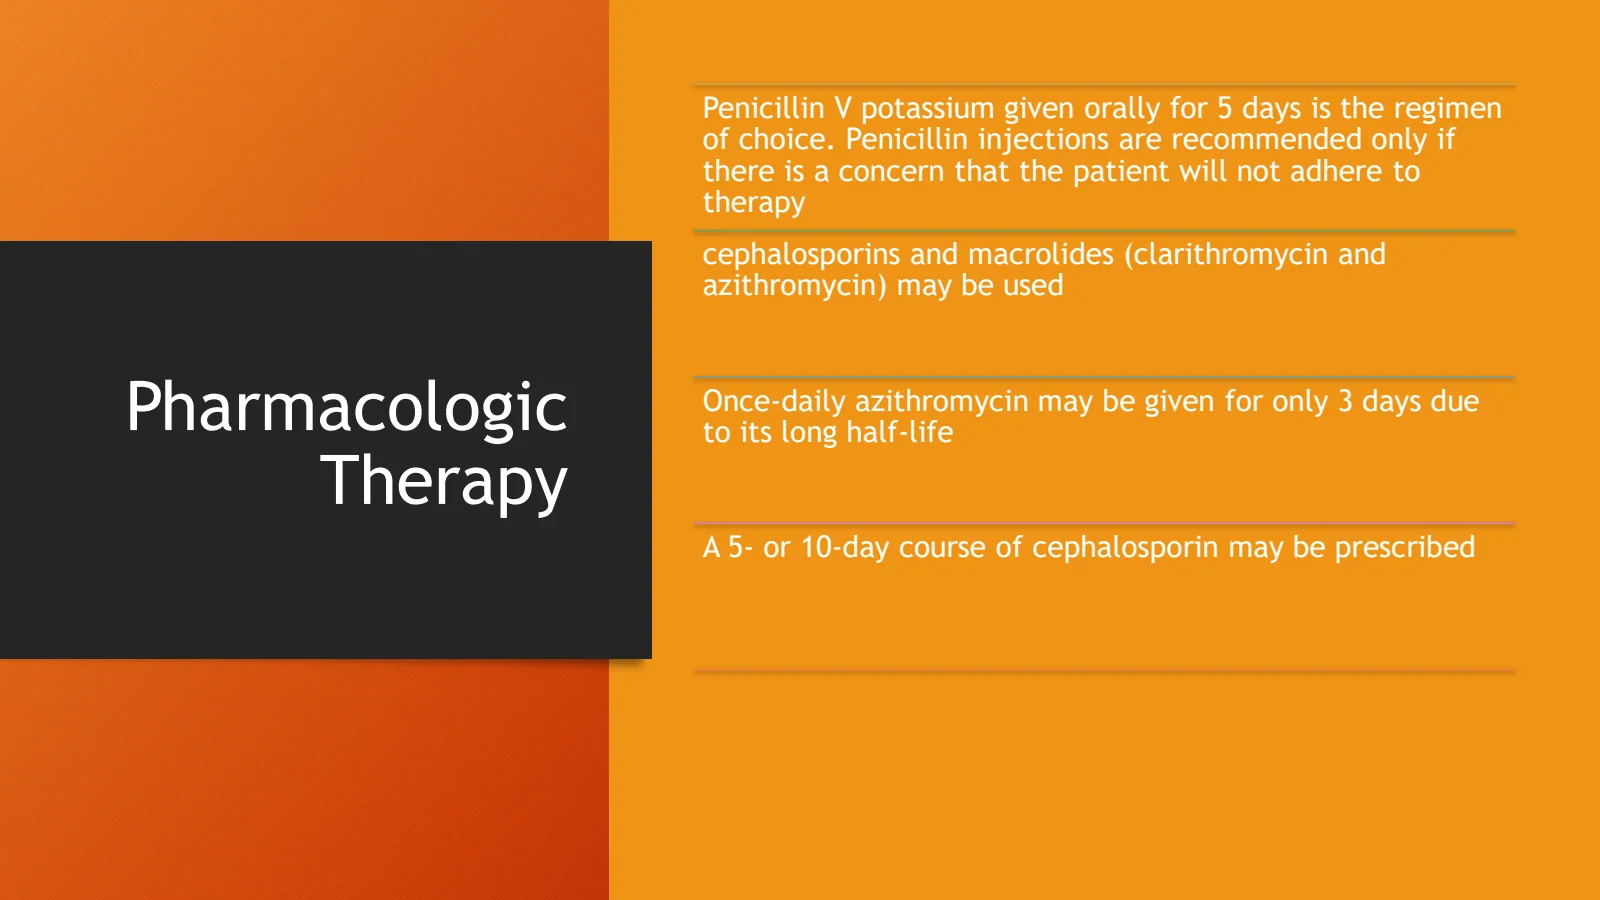 Pharmacologic
Therapy
Penicillin V potassium given orally for 5 days is the regimen
of choice. Penicillin injections are recommended only if
there is a concern that the patient will not adhere to
therapy
cephalosporins and macrolides (clarithromycin and
azithromycin) may be used
Once-daily azithromycin may be given for only 3 days due
to its long half-life
A 5- or 10-day course of cephalosporin may be prescribed